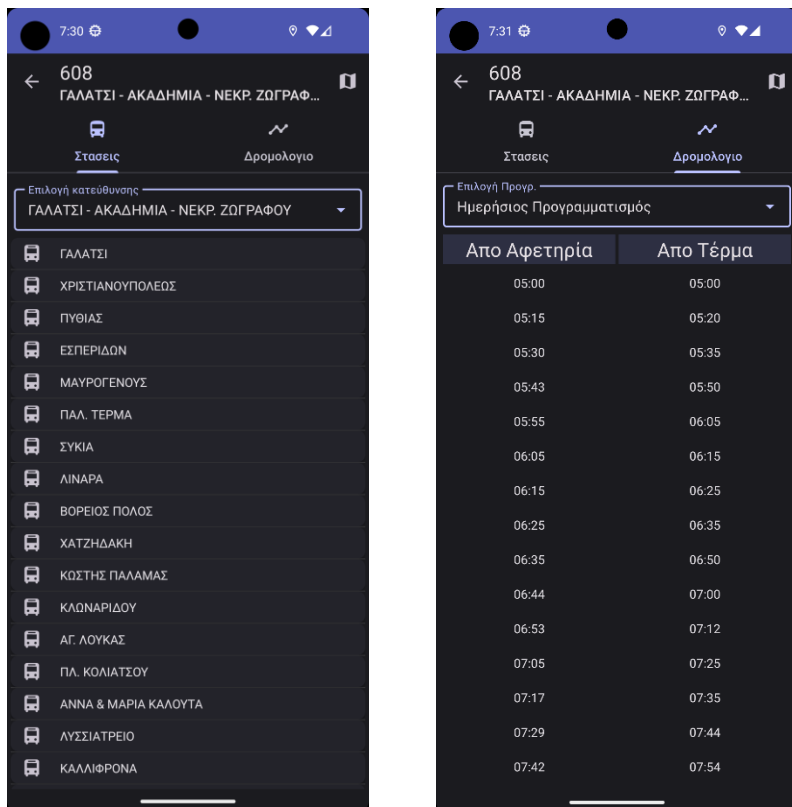 7:30
608
ΓΑΛΑΤΣΙ - ΑΚΑΔΗΜΙΑ - ΝΕΚΡ. ΖΩΓΡΑΦ...
Στασεις
Δρομολογιο
Επιλογή κατεύθυνσης
ΓΑΛΑΤΣΙ - ΑΚΑΔΗΜΙΑ - ΝΕΚΡ. ΖΩΓΡΑΦΟΥ
ΓΑΛΑΤΣΙ
ΧΡΙΣΤΙΑΝΟΥΠΟΛΕΩΣ
ΠΥΘΙΑΣ
ΕΣΠΕΡΙΔΩΝ
ΜΑΥΡΟΓΕΝΟΥΣ
ΠΑΛ. ΤΕΡΜΑ
ΣΥΚΙΑ
ΛΙΝΑΡΑ
ΒΟΡΕΙΟΣ ΠΟΛΟΣ
ΧΑΤΖΗΔΑΚΗ
ΚΩΣΤΗΣ ΠΑΛΑΜΑΣ
ΚΛΩΝΑΡΙΔΟΥ
ΑΓ. ΛΟΥΚΑΣ
ΠΛ. ΚΟΛΙΑΤΣΟΥ
ΑΝΝΑ & ΜΑΡΙΑ ΚΑΛΟΥΤΑ
ΛΥΣΣΙΑΤΡΕΙΟ
ΚΑΛΛΙΦΡΟΝΑ
7:31
608
ΓΑΛΑΤΣΙ - ΑΚΑΔΗΜΙΑ - ΝΕΚΡ. ΖΩΓΡΑΦ...
Στασεις
Δρομολογιο
Επιλογή Προγρ.
Ημερήσιος Προγραμματισμός
Απο Αφετηρία Απο Τέρμα
05:00 05:00
05:15 05:20
05:30 05:35
05:43 05:50
05:55 06:05
06:05 06:15
06:15 06:25
06:25 06:35
06:35 06:50
06:44 07:00
06:53 07:12
07:05 07:25
07:17 07:35
07:29 07:44
07:42 07:54